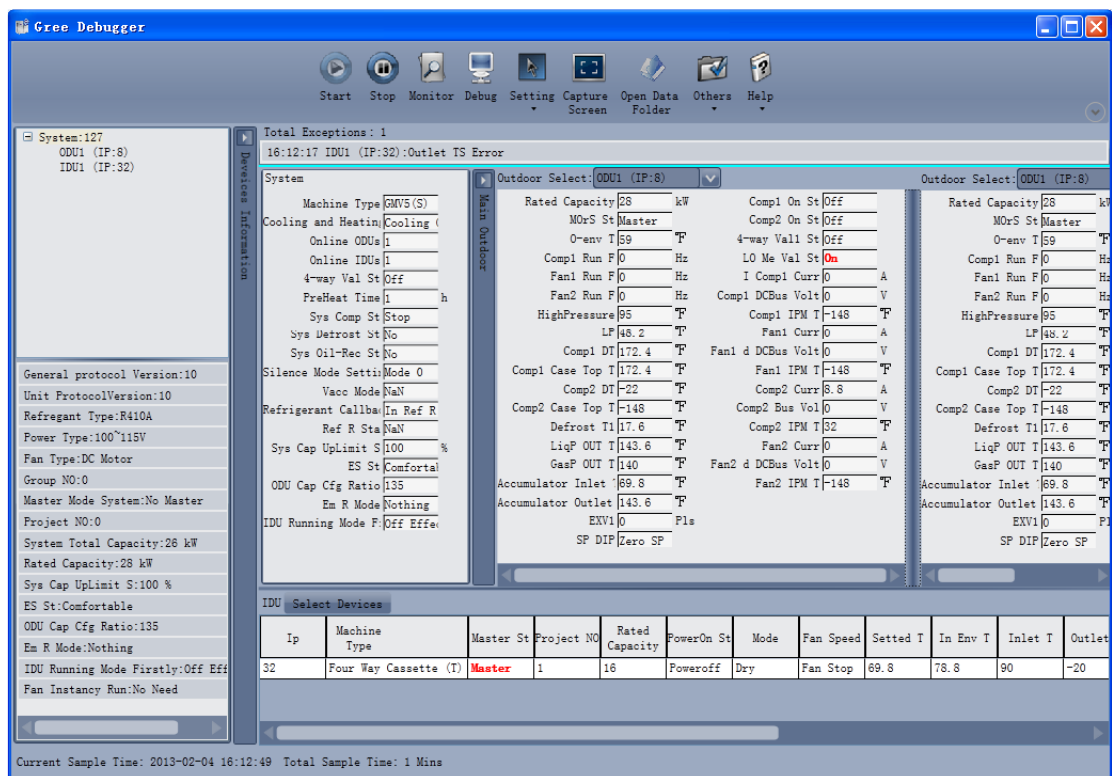 Gree Debugger
Start Stop Monitor Debug Setting Capture Screen Open Data Folder Others Help
System:127
ODU1 (IP:8)
IDU1 (IP:32)
Deveices Information
General protocol Version:10
Unit ProtocolVersion:10
Refregant Type:R410A
Power Type:100~115V
Fan Type:DC Motor
Group NO:0
Master Mode System:No Master
Project NO:0
System Total Capacity:26 kW
Rated Capacity:28 kW
Sys Cap UpLimit S:100 %
ES St:Comfortable
ODU Cap Cfg Ratio:135
Em R Mode:Nothing
IDU Running Mode Firstly:Off Eff
Fan Instancy Run:No Need
Total Exceptions: 1
16:12:17 IDU1 (IP:32):Outlet TS Error
System
Machine Type GMV5(S)
Cooling and Heatin Cooling (
Online ODUs 1
Online IDUs 1
4-way Val St Off
PreHeat Time 1 h
Sys Comp St Stop
Sys Defrost St No
Sys Oil-Rec St No
Silence Mode Setti Mode 0
Vacc Mode NaN
Refrigerant Callba In Ref R
Ref R Sta NaN
Sys Cap UpLimit S 100 %
ES St Comfortal
ODU Cap Cfg Ratio 135
Em R Mode Nothing
IDU Running Mode F: Off Effe
Main Outdoor
Outdoor Select: ODU1 (IP:8)
Rated Capacity 28 kW Comp1 On St Off
MOrS St Master Comp2 On St Off
O-env T 59 °F 4-way Val1 St Off
Comp1 Run F 0 Hz LO Me Val St On
Fan1 Run F 0 Hz I Comp1 Curr 0 A
Fan2 Run F 0 Hz Comp1 DCBus Volt 0 V
HighPressure 95 °F Comp1 IPM T -148 °F
LP 48.2 °F Fan1 Curr 0 A
Comp1 DT 172.4 °F Fan1 d DCBus Volt 0 V
Comp1 Case Top T 172.4 °F Fan1 IPM T -148 °F
Comp2 DT -22 °F Comp2 Curr 8.8 A
Comp2 Case Top T -148 °F Comp2 Bus Vol 0 V
Defrost T1 17.6 °F Comp2 IPM T 32 °F
LiqP OUT T 143.6 °F Fan2 Curr 0 A
GasP OUT T 140 °F Fan2 d DCBus Volt 0 V
Accumulator Inlet 69.8 °F Fan2 IPM T -148 °F
Accumulator Outlet 143.6 °F
EXV1 0 Pls
SP DIP Zero SP
Outdoor Select: ODU1 (IP:8)
Rated Capacity 28 kW
MOrS St Master
O-env T 59 °F
Comp1 Run F 0 Hz
Fan1 Run F 0 Hz
Fan2 Run F 0 Hz
HighPressure 95 °F
LP 48.2 °F
Comp1 DT 172.4 °F
Comp1 Case Top T 172.4 °F
Comp2 DT -22 °F
Comp2 Case Top T -148 °F
Defrost T1 17.6 °F
LiqP OUT T 143.6 °F
GasP OUT T 140 °F
Accumulator Inlet 69.8 °F
Accumulator Outlet 143.6 °F
EXV1 0 Pl
SP DIP Zero SP
IDU Select Devices
Ip Machine Type Master St Project NO Rated Capacity PowerOn St Mode Fan Speed Setted T In Env T Inlet T Outlet
32 Four Way Cassette (T) Master 1 16 Poweroff Dry Fan Stop 69.8 78.8 90 -20
Current Sample Time: 2013-02-04 16:12:49 Total Sample Time: 1 Mins